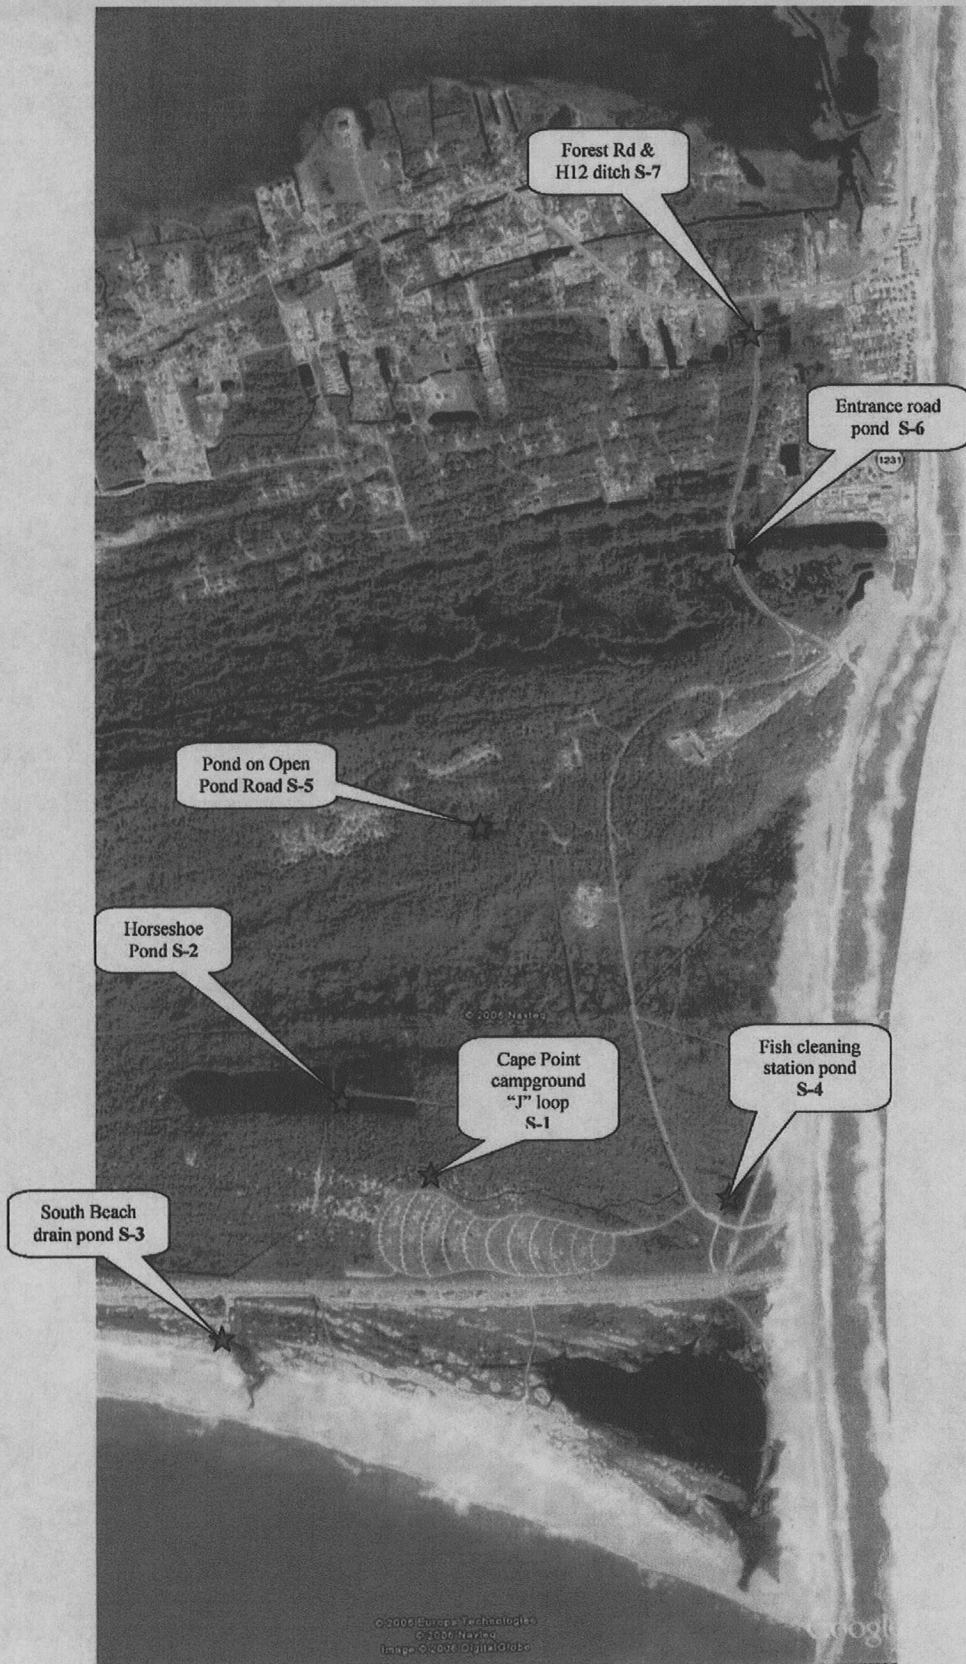 Forest Rd &
H12 ditch S-7
Entrance road
pond S-6
1231
Pond on Open
Pond Road S-5
Horseshoe
Pond S-2
© 2006 Navteq
Cape Point
campground
“J” loop
S-1
Fish cleaning
station pond
S-4
South Beach
drain pond S-3
© 2006 Europa Technologies
© 2006 Navteq
Image © 2006 DigitalGlobe
Google